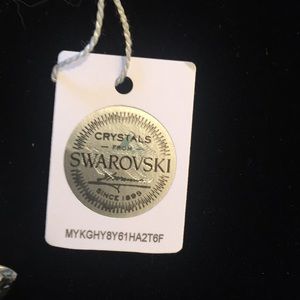 CRYSTALS
FROM
SWAROVSKI
SINCE 1895
MYKGHY8Y61HA2T6F